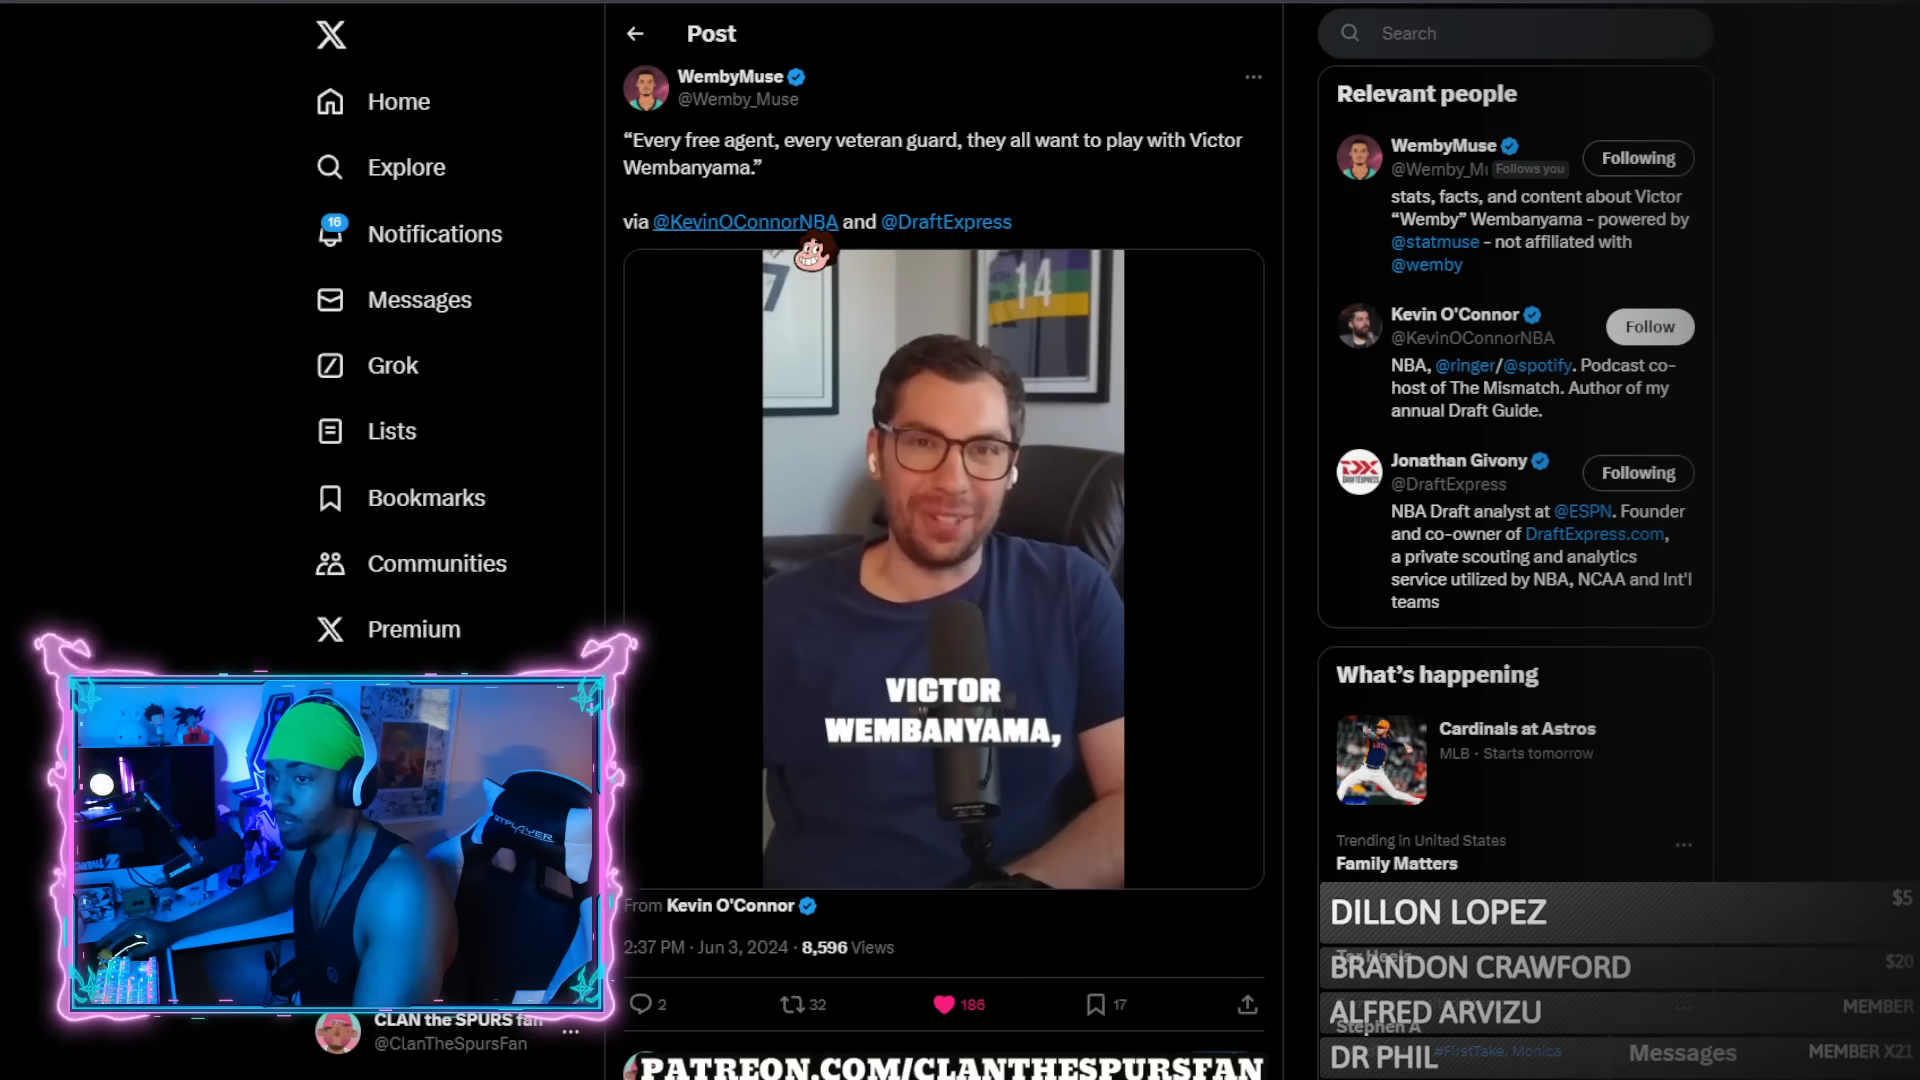 Home
Explore
16
Notifications
Messages
Grok
Lists
Bookmarks
Communities
Premium
CLAN the SPURS fan
@ClanTheSpursFan
Post
WembyMuse
@Wemby_Muse
“Every free agent, every veteran guard, they all want to play with Victor
Wembanyama.”
via @KevinOConnorNBA and @DraftExpress
7
14
VICTOR
WEMBANYAMA,
From Kevin O'Connor
2:37 PM · Jun 3, 2024 · 8,596 Views
2
32
186
17
PATREON.COM/CLANTHESPURSFAN
Search
Relevant people
WembyMuse
@Wemby_Mu Follows you
Following
stats, facts, and content about Victor
“Wemby” Wembanyama - powered by
@statmuse - not affiliated with
@wemby
Kevin O'Connor
@KevinOConnorNBA
Follow
NBA, @ringer/@spotify. Podcast co-
host of The Mismatch. Author of my
annual Draft Guide.
Jonathan Givony
@DraftExpress
Following
NBA Draft analyst at @ESPN. Founder
and co-owner of DraftExpress.com,
a private scouting and analytics
service utilized by NBA, NCAA and Int'l
teams
What’s happening
Cardinals at Astros
MLB · Starts tomorrow
Trending in United States
Family Matters
DILLON LOPEZ
$5
Tar Heels
BRANDON CRAWFORD
$20
ALFRED ARVIZU
MEMBER
Stephen A
DR PHIL
#FirstTake, Monica
Messages
MEMBER X21